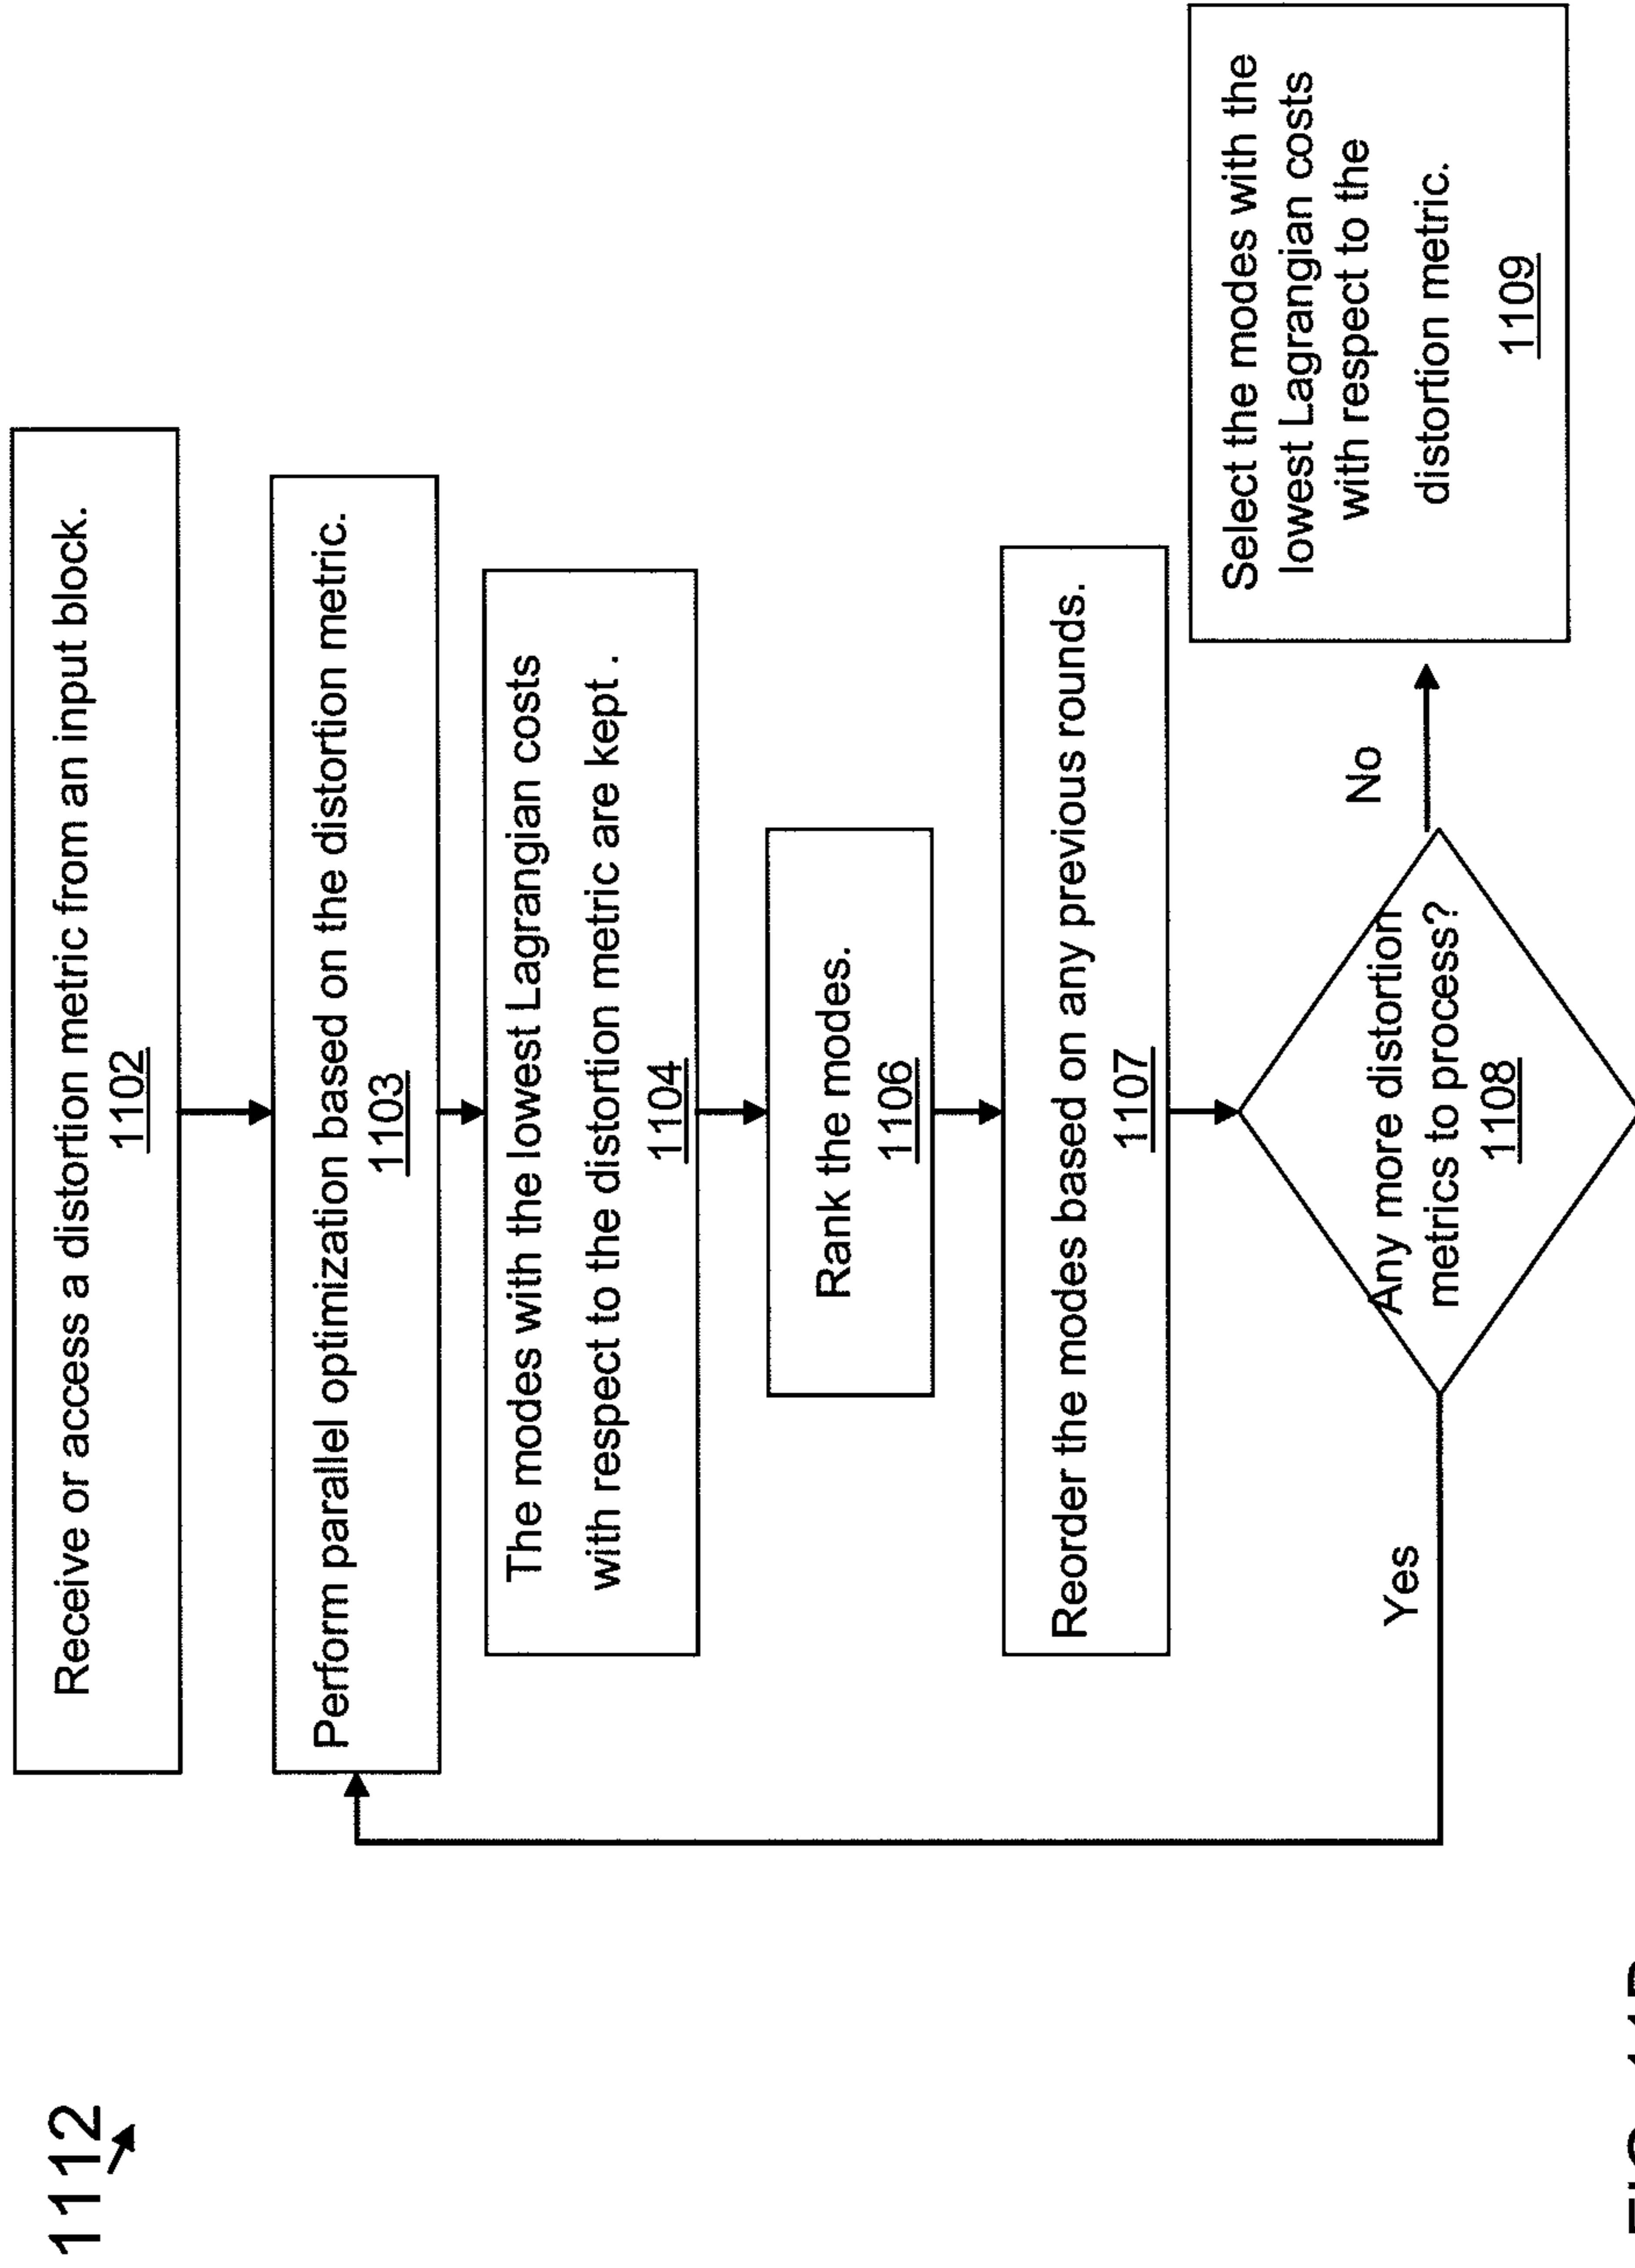 1112
Receive or access a distortion metric from an input block.
1102
Perform parallel optimization based on the distortion metric.
1103
The modes with the lowest Lagrangian costs
with respect to the distortion metric are kept .
1104
Rank the modes.
1106
Reorder the modes based on any previous rounds.
1107
Any more distortion
metrics to process?
1108
Yes
No
Select the modes with the
lowest Lagrangian costs
with respect to the
distortion metric.
1109